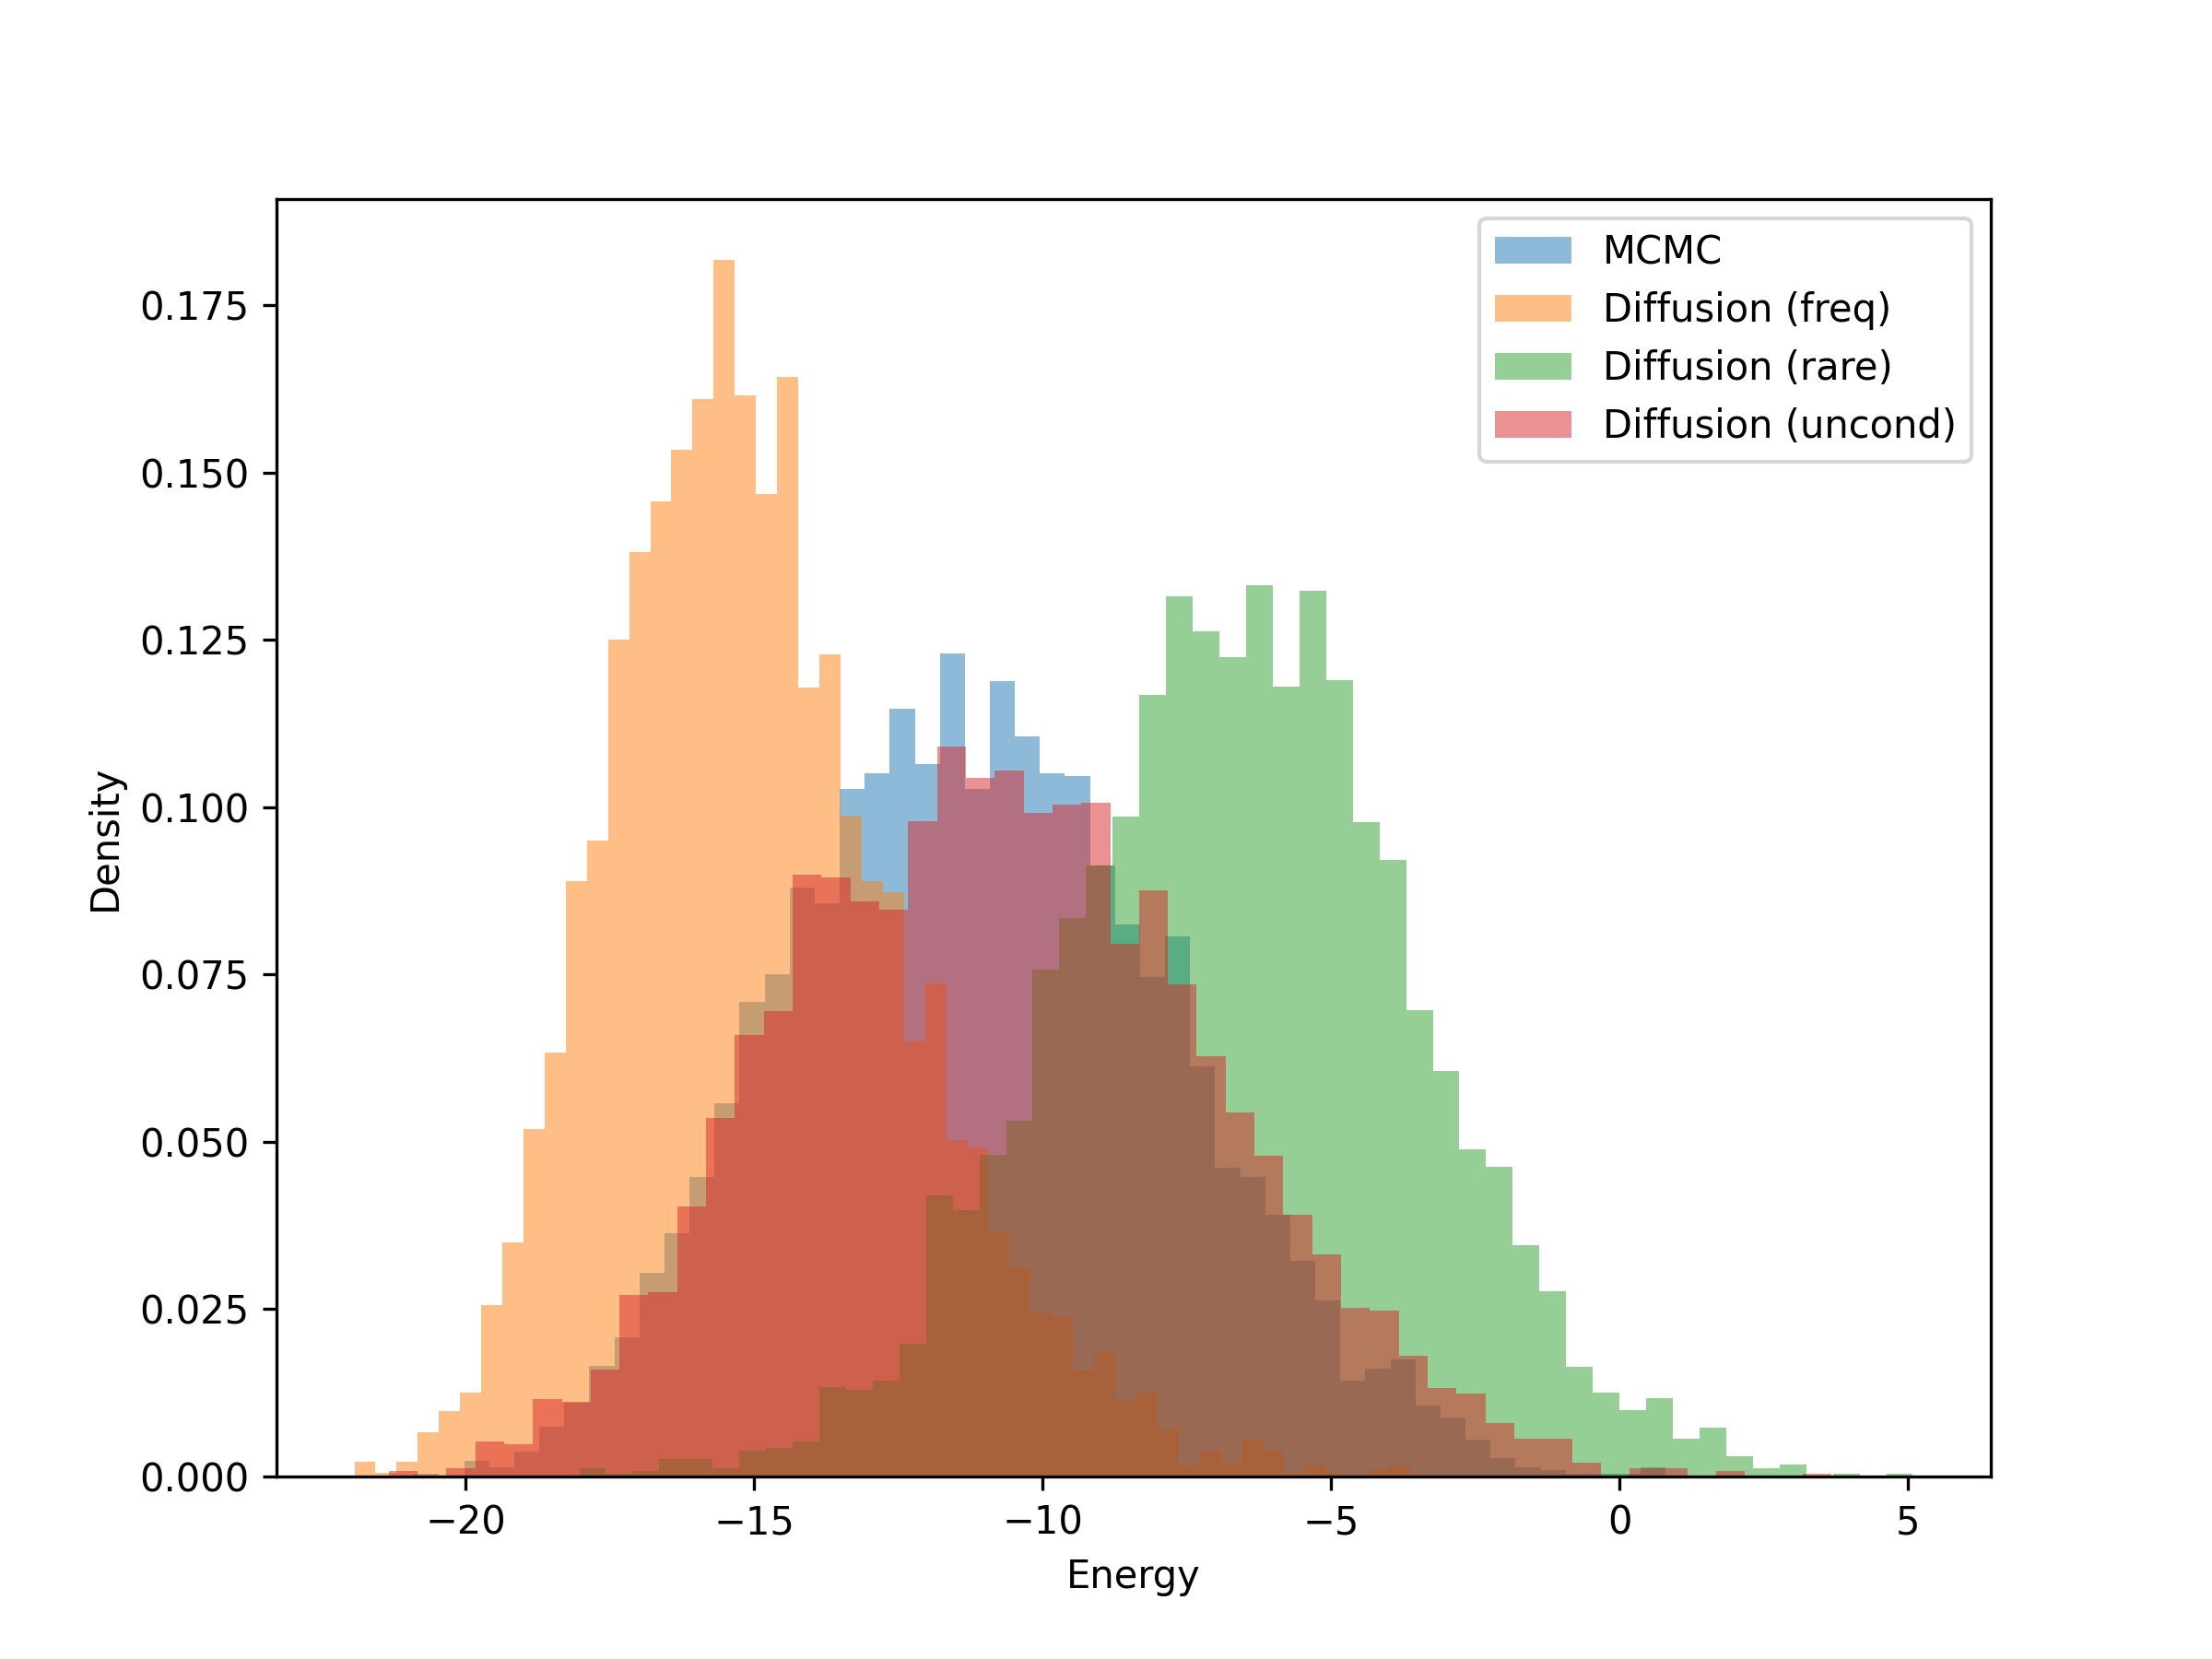 MCMC
Diffusion (freq)
Diffusion (rare)
Diffusion (uncond)
0.175
0.150
0.125
0.100
0.075
0.050
0.025
0.000
Density
−20 −15 −10 −5 0 5
Energy